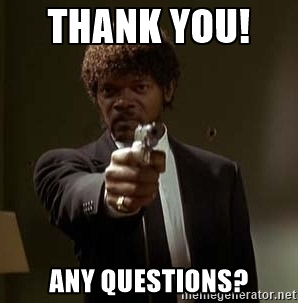 THANK YOU!
ANY QUESTIONS?
memegenerator.net